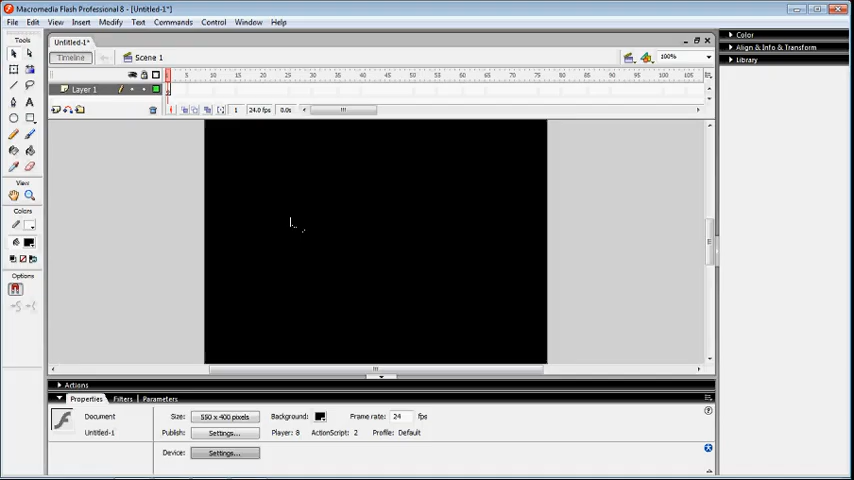 Macromedia Flash Professional 8 - [Untitled-1*]
File Edit View Insert Modify Text Commands Control Window Help
Tools
Untitled-1*
Timeline Scene 1 100%
5 10 15 20 25 30 35 40 45 50 55 60 65 70 75 80 85 90 95 100 105
Layer 1
1 24.0 fps 0.0s
View
Colors
Options
Color
Align & Info & Transform
Library
Actions
Properties Filters Parameters
Document Size: 550 x 400 pixels Background: Frame rate: 24 fps
Untitled-1 Publish: Settings... Player: 8 ActionScript: 2 Profile: Default
Device: Settings...